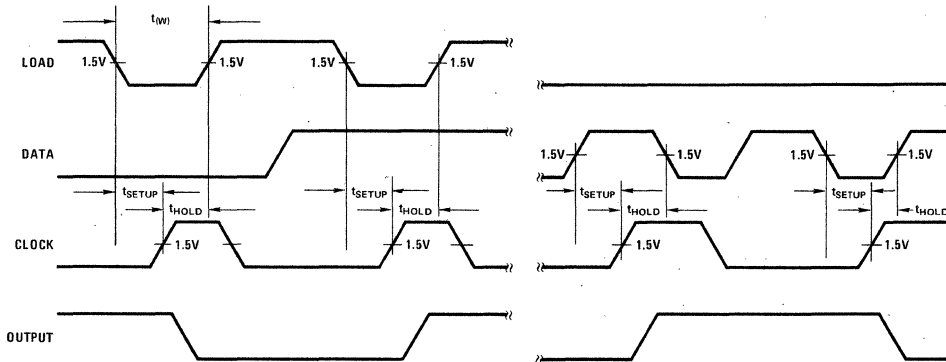 t(W)
LOAD 1.5V 1.5V 1.5V 1.5V
DATA 1.5V 1.5V 1.5V 1.5V
tSETUP tSETUP tSETUP tSETUP
tHOLD tHOLD tHOLD tHOLD
CLOCK 1.5V 1.5V 1.5V 1.5V
OUTPUT